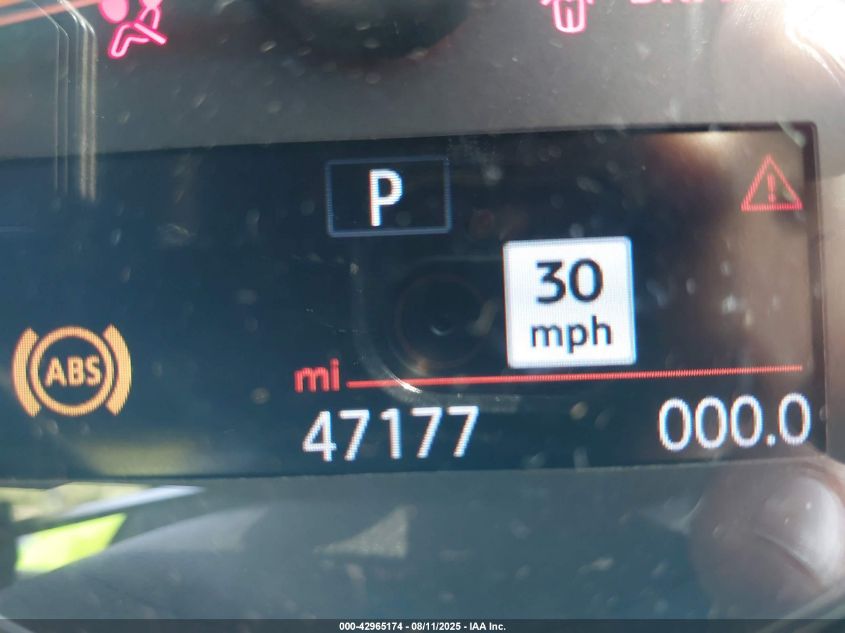 P
30
mph
ABS
mi
47177 000.0
000-42965174 - 08/11/2025 - IAA Inc.